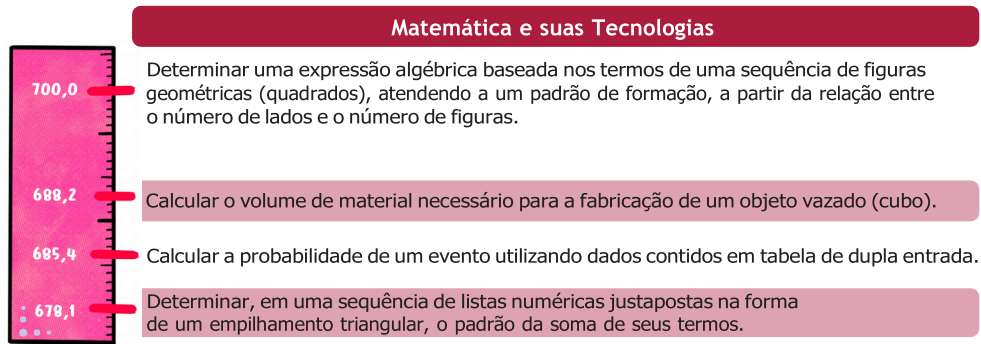 Matemática e suas Tecnologias
700,0
Determinar uma expressão algébrica baseada nos termos de uma sequência de figuras
geométricas (quadrados), atendendo a um padrão de formação, a partir da relação entre
o número de lados e o número de figuras.
688,2
Calcular o volume de material necessário para a fabricação de um objeto vazado (cubo).
685,4
Calcular a probabilidade de um evento utilizando dados contidos em tabela de dupla entrada.
678,1
Determinar, em uma sequência de listas numéricas justapostas na forma
de um empilhamento triangular, o padrão da soma de seus termos.